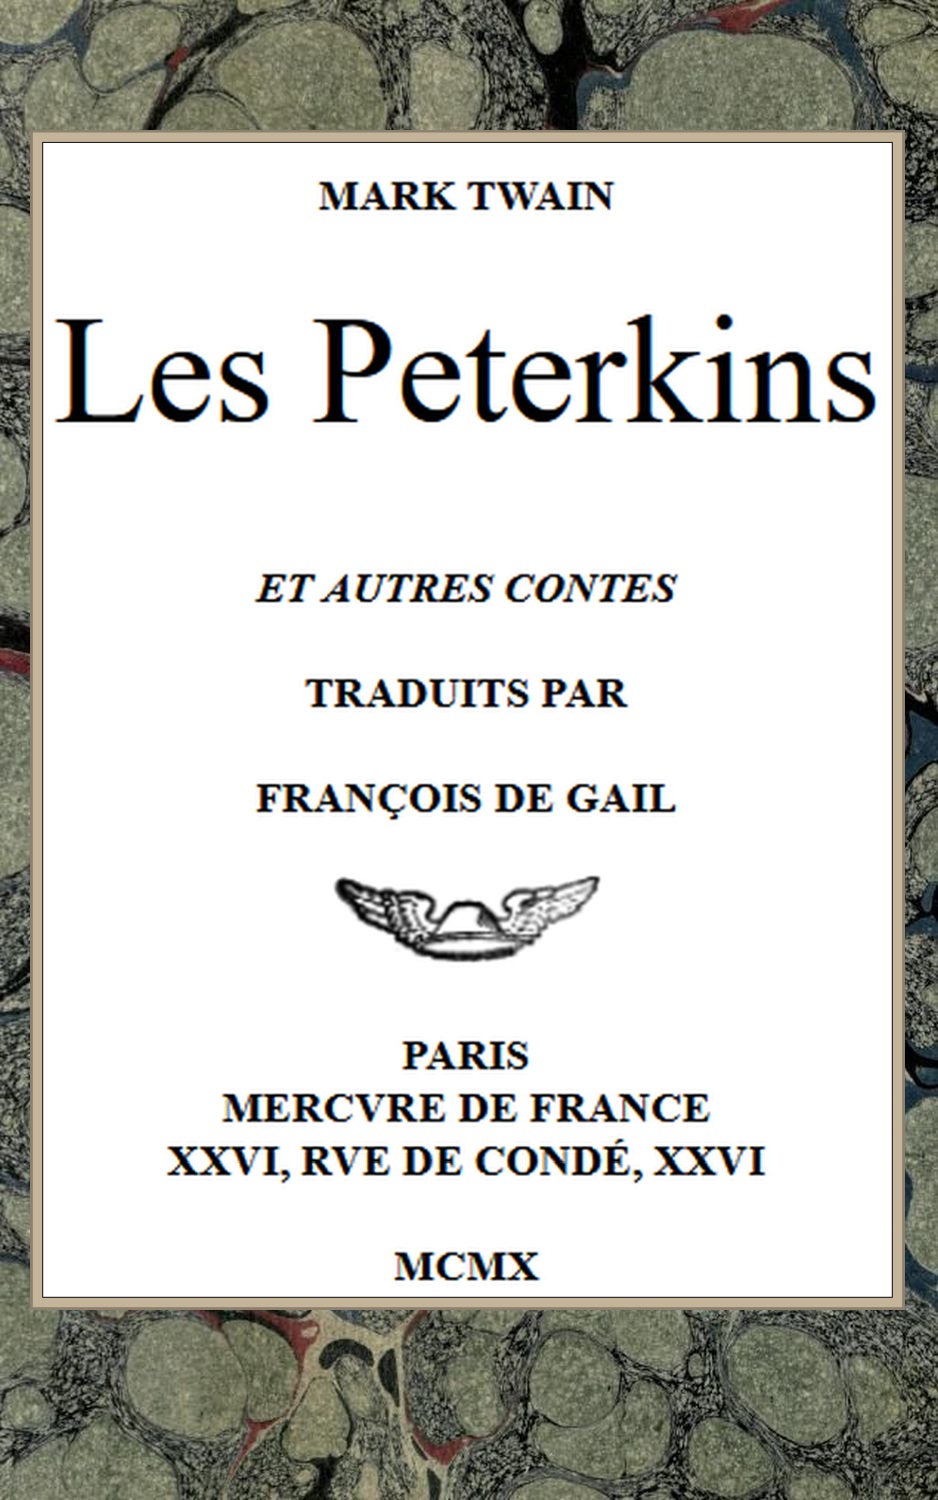 MARK TWAIN
Les Peterkins
ET AUTRES CONTES
TRADUITS PAR
FRANÇOIS DE GAIL
PARIS
MERCVRE DE FRANCE
XXVI, RVE DE CONDÉ, XXVI
MCMX